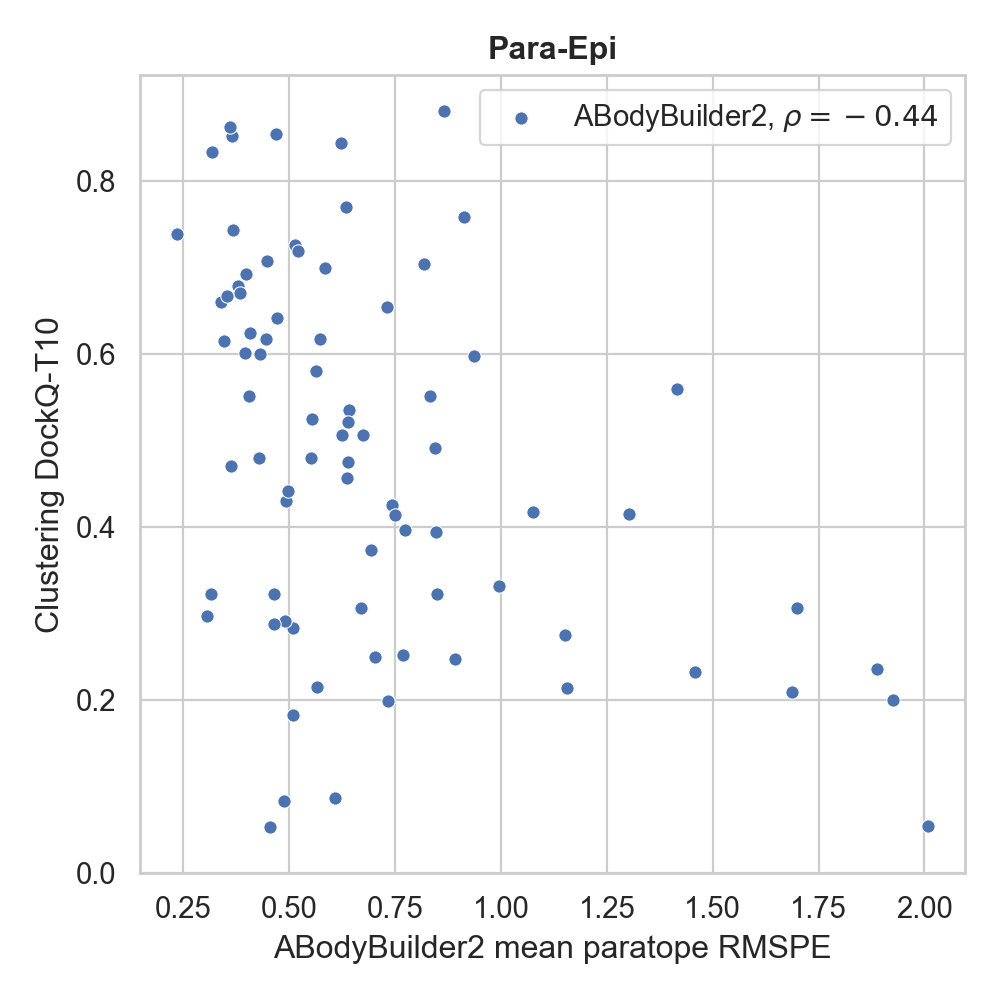 Para-Epi
ABodyBuilder2, ρ = − 0.44
Clustering DockQ-T10
0.8
0.6
0.4
0.2
0.0
0.25 0.50 0.75 1.00 1.25 1.50 1.75 2.00
ABodyBuilder2 mean paratope RMSPE